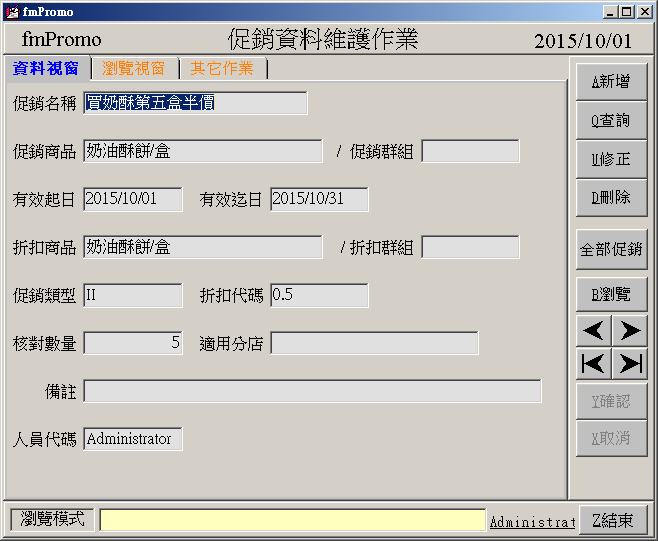 fmPromo
fmPromo 促銷資料維護作業 2015/10/01
資料視窗 瀏覽視窗 其它作業
促銷名稱 買奶酥第五盒半價
促銷商品 奶油酥餅/盒 / 促銷群組
有效起日 2015/10/01 有效迄日 2015/10/31
折扣商品 奶油酥餅/盒 / 折扣群組
促銷類型 II 折扣代碼 0.5
核對數量 5 適用分店
備註
人員代碼 Administrator
A新增
Q查詢
U修正
D刪除
全部促銷
B瀏覽
Y確認
X取消
瀏覽模式 Administrat Z結束